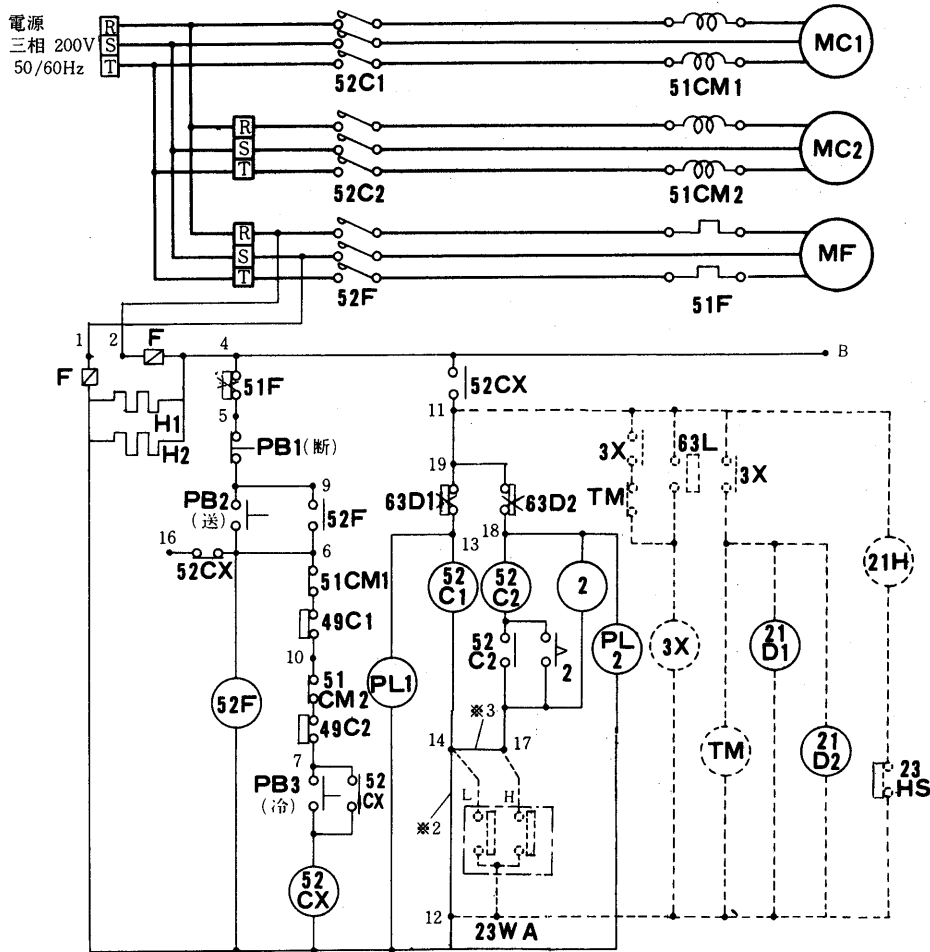 電源
三相 200V
50/60Hz
R
S
T
52C1
51CM1
MC1
R
S
T
52C2
51CM2
MC2
R
S
T
52F
51F
MF
1
2
F
4
B
F
H1
H2
51F
5
PB1(断)
9
PB2
(送)
52F
16
52CX
6
51CM1
49C1
10
51
CM2
49C2
52F
7
PB3
(冷)
52
CX
52
CX
52CX
11
19
63D1
63D2
13
18
52
C1
52
C2
2
PL1
52
C2
2
PL
2
※3
14
17
※2
L
H
12
23WA
3X
63L
3X
TM
3X
TM
21
D1
21
D2
21H
23
HS